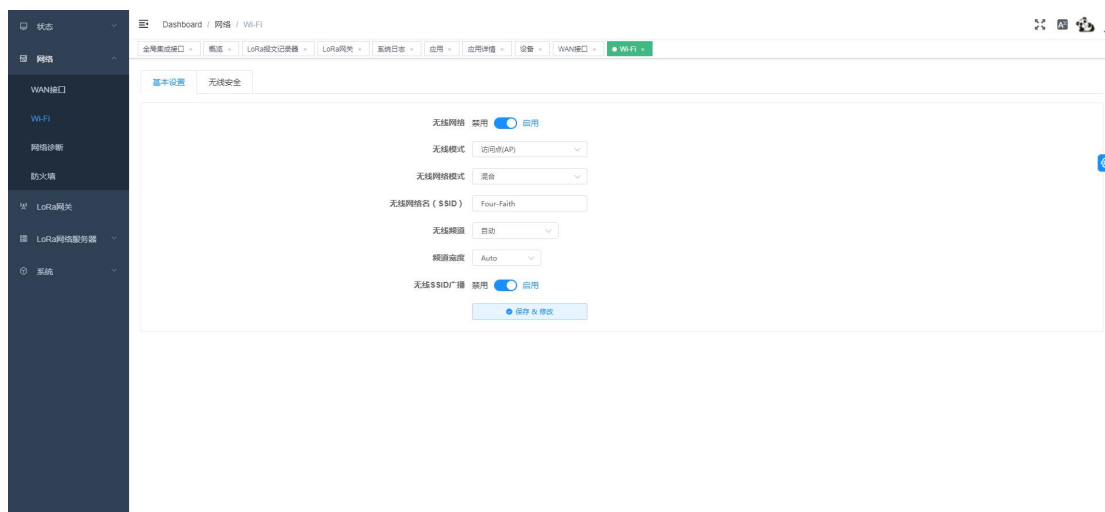 状态
Dashboard / 网络 / Wi-Fi
全局集成接口 × 概览 × LoRa报文记录器 × LoRa网关 × 系统日志 × 应用 × 应用详情 × 设备 × WAN接口 × Wi-Fi ×
网络
WAN接口
Wi-Fi
网络诊断
防火墙
LoRa网关
LoRa网络服务器
系统
基本设置 无线安全
无线网络 禁用 启用
无线模式 访问点(AP)
无线网络模式 混合
无线网络名（SSID） Four-Faith
无线频道 自动
频道宽度 Auto
无线SSID广播 禁用 启用
保存 & 修改